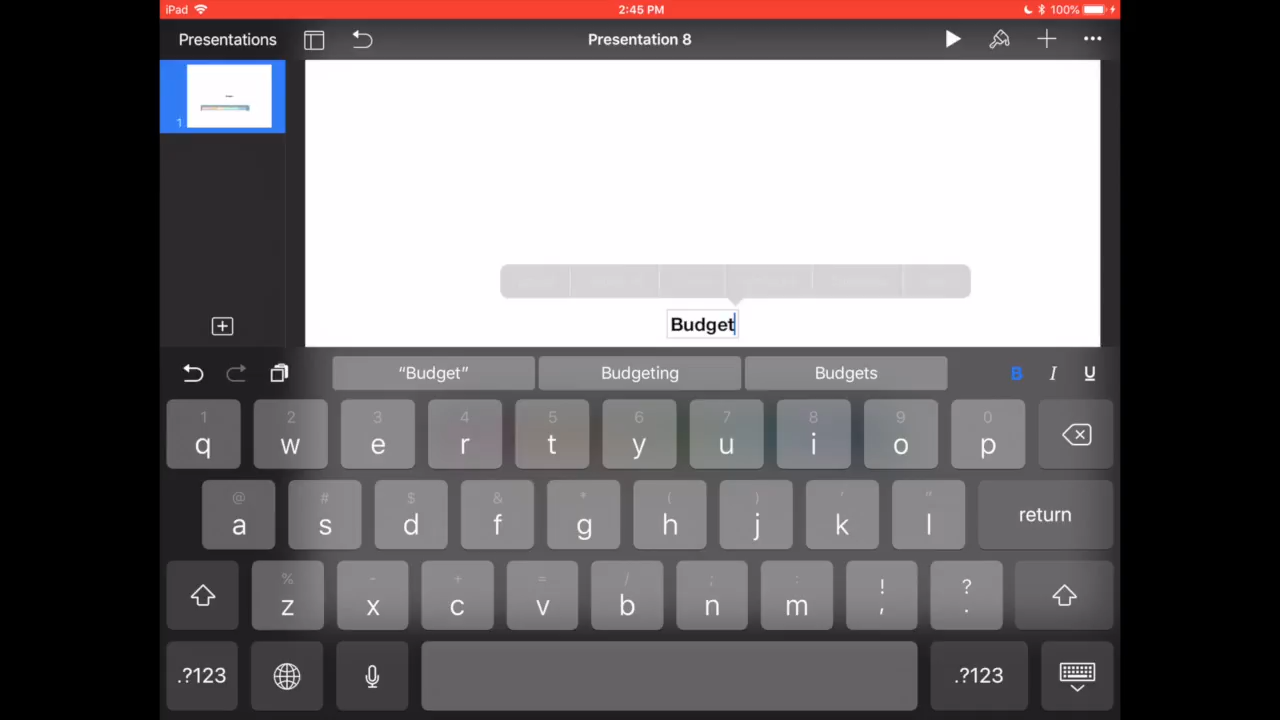 iPad 2:45 PM 100%
Presentations Presentation 8
1
Budget
“Budget” Budgeting Budgets B I U
1 2 3 4 5 6 7 8 9 0
q w e r t y u i o p
@ # $ & * ( ) ' "
a s d f g h j k l return
% - + = / ; : ! ?
z x c v b n m , .
.?123 .?123